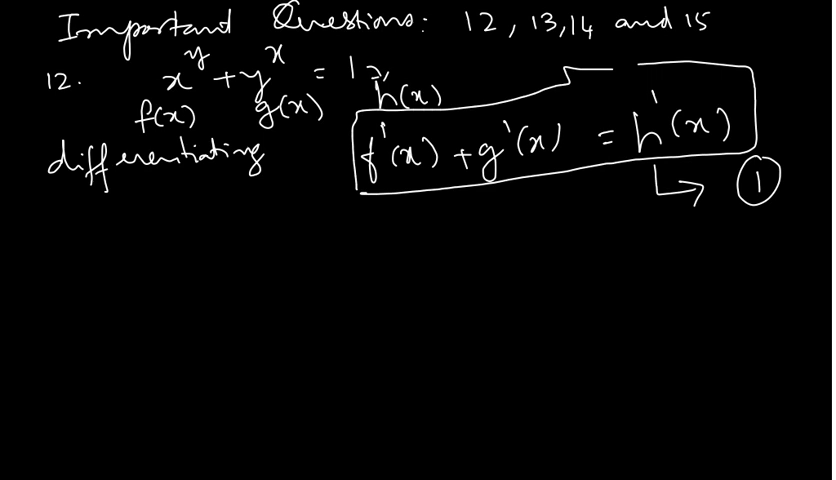 Important Questions: 12, 13, 14 and 15
12. x^y + y^x = 1
f(x) g(x) h(x)
differentiating f'(x) + g'(x) = h'(x)
→ 1